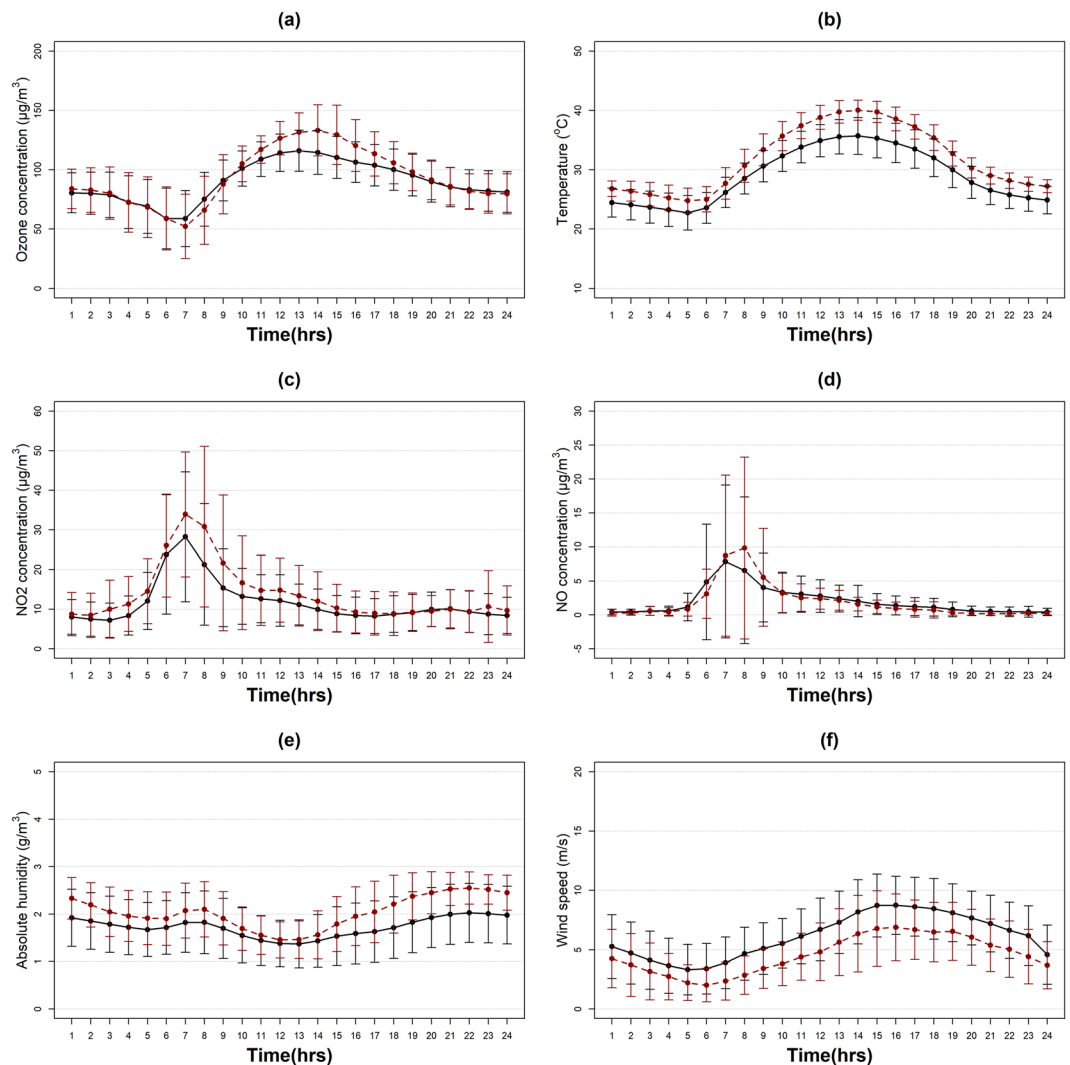 (a)
Ozone concentration (µg/m³)
200
150
100
50
0
1 2 3 4 5 6 7 8 9 10 11 12 13 14 15 16 17 18 19 20 21 22 23 24
Time(hrs)
(b)
Temperature (°C)
50
40
30
20
10
1 2 3 4 5 6 7 8 9 10 11 12 13 14 15 16 17 18 19 20 21 22 23 24
Time(hrs)
(c)
NO2 concentration (µg/m³)
60
50
40
30
20
10
0
1 2 3 4 5 6 7 8 9 10 11 12 13 14 15 16 17 18 19 20 21 22 23 24
Time(hrs)
(d)
NO concentration (µg/m³)
30
25
20
15
10
5
0
-5
1 2 3 4 5 6 7 8 9 10 11 12 13 14 15 16 17 18 19 20 21 22 23 24
Time(hrs)
(e)
Absolute humidity (g/m³)
5
4
3
2
1
0
1 2 3 4 5 6 7 8 9 10 11 12 13 14 15 16 17 18 19 20 21 22 23 24
Time(hrs)
(f)
Wind speed (m/s)
20
15
10
5
0
1 2 3 4 5 6 7 8 9 10 11 12 13 14 15 16 17 18 19 20 21 22 23 24
Time(hrs)